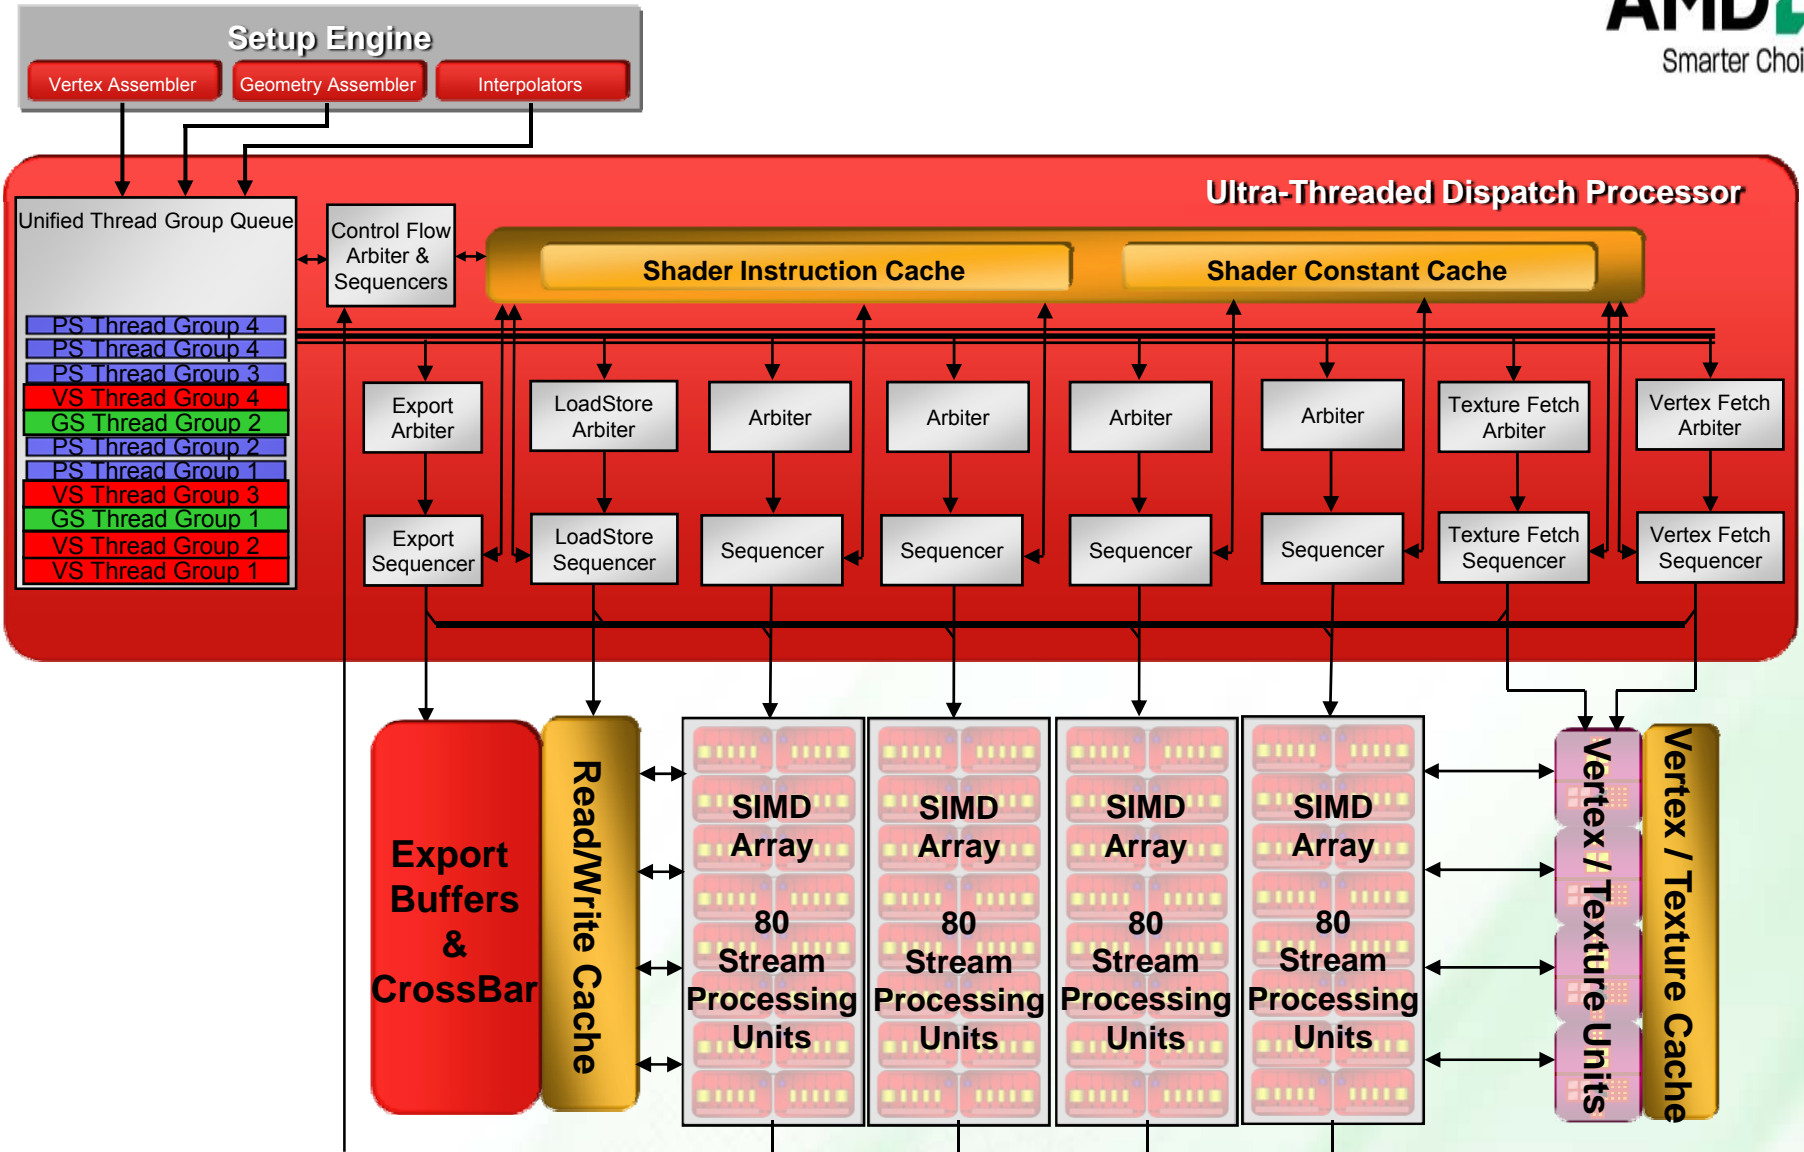 AMD
Smarter Choi
Setup Engine
Vertex Assembler
Geometry Assembler
Interpolators
Ultra-Threaded Dispatch Processor
Unified Thread Group Queue
Control Flow
Arbiter &
Sequencers
Shader Instruction Cache
Shader Constant Cache
PS Thread Group 4
PS Thread Group 4
PS Thread Group 3
VS Thread Group 4
GS Thread Group 2
PS Thread Group 2
PS Thread Group 1
VS Thread Group 3
GS Thread Group 1
VS Thread Group 2
VS Thread Group 1
Export
Arbiter
LoadStore
Arbiter
Arbiter
Arbiter
Arbiter
Arbiter
Texture Fetch
Arbiter
Vertex Fetch
Arbiter
Export
Sequencer
LoadStore
Sequencer
Sequencer
Sequencer
Sequencer
Sequencer
Texture Fetch
Sequencer
Vertex Fetch
Sequencer
Export
Buffers
&
CrossBar
Read/Write Cache
SIMD
Array
80
Stream
Processing
Units
SIMD
Array
80
Stream
Processing
Units
SIMD
Array
80
Stream
Processing
Units
SIMD
Array
80
Stream
Processing
Units
Vertex / Texture Units
Vertex / Texture Cache